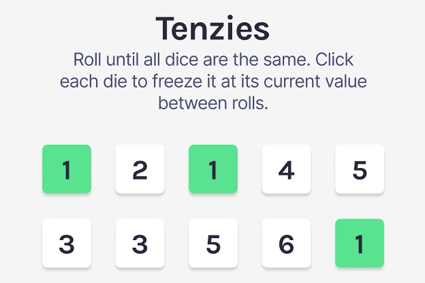 Tenzies
Roll until all dice are the same. Click
each die to freeze it at its current value
between rolls.
1 2 1 4 5
3 3 5 6 1